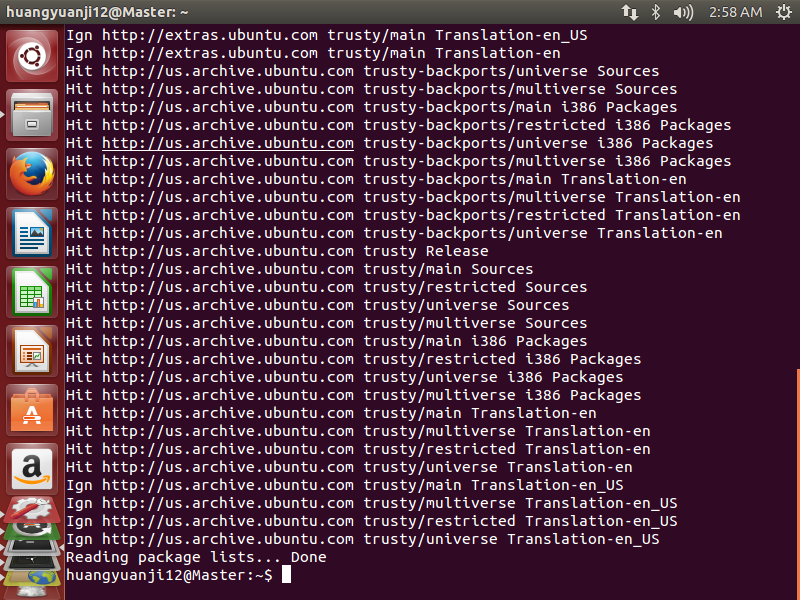 huangyuanji12@Master: ~
2:58 AM
Ign http://extras.ubuntu.com trusty/main Translation-en_US
Ign http://extras.ubuntu.com trusty/main Translation-en
Hit http://us.archive.ubuntu.com trusty-backports/universe Sources
Hit http://us.archive.ubuntu.com trusty-backports/multiverse Sources
Hit http://us.archive.ubuntu.com trusty-backports/main i386 Packages
Hit http://us.archive.ubuntu.com trusty-backports/restricted i386 Packages
Hit http://us.archive.ubuntu.com trusty-backports/universe i386 Packages
Hit http://us.archive.ubuntu.com trusty-backports/multiverse i386 Packages
Hit http://us.archive.ubuntu.com trusty-backports/main Translation-en
Hit http://us.archive.ubuntu.com trusty-backports/multiverse Translation-en
Hit http://us.archive.ubuntu.com trusty-backports/restricted Translation-en
Hit http://us.archive.ubuntu.com trusty-backports/universe Translation-en
Hit http://us.archive.ubuntu.com trusty Release
Hit http://us.archive.ubuntu.com trusty/main Sources
Hit http://us.archive.ubuntu.com trusty/restricted Sources
Hit http://us.archive.ubuntu.com trusty/universe Sources
Hit http://us.archive.ubuntu.com trusty/multiverse Sources
Hit http://us.archive.ubuntu.com trusty/main i386 Packages
Hit http://us.archive.ubuntu.com trusty/restricted i386 Packages
Hit http://us.archive.ubuntu.com trusty/universe i386 Packages
Hit http://us.archive.ubuntu.com trusty/multiverse i386 Packages
Hit http://us.archive.ubuntu.com trusty/main Translation-en
Hit http://us.archive.ubuntu.com trusty/multiverse Translation-en
Hit http://us.archive.ubuntu.com trusty/restricted Translation-en
Hit http://us.archive.ubuntu.com trusty/universe Translation-en
Ign http://us.archive.ubuntu.com trusty/main Translation-en_US
Ign http://us.archive.ubuntu.com trusty/multiverse Translation-en_US
Ign http://us.archive.ubuntu.com trusty/restricted Translation-en_US
Ign http://us.archive.ubuntu.com trusty/universe Translation-en_US
Reading package lists... Done
huangyuanji12@Master:~$